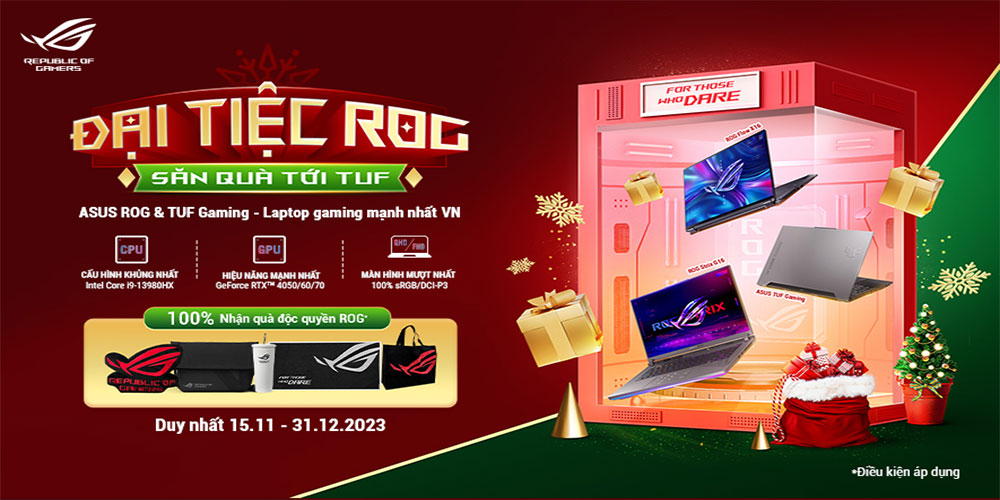 REPUBLIC OF
GAMERS
ĐẠI TIỆC ROG
SĂN QUÀ TỚI TUF
ASUS ROG & TUF Gaming - Laptop gaming mạnh nhất VN
CPU
GPU
QHD/
FHD
CẤU HÌNH KHỦNG NHẤT
Intel Core i9-13980HX
HIỆU NĂNG MẠNH NHẤT
GeForce RTX™ 4050/60/70
MÀN HÌNH MƯỢT NHẤT
100% sRGB/DCI-P3
100% Nhận quà độc quyền ROG*
REPUBLIC OF
GAMERS
FOR THOSE
WHO DARE
Duy nhất 15.11 - 31.12.2023
FOR THOSE
WHO DARE
ROG Flow X16
ROG Strix G16
ASUS TUF Gaming
ROG
*Điều kiện áp dụng